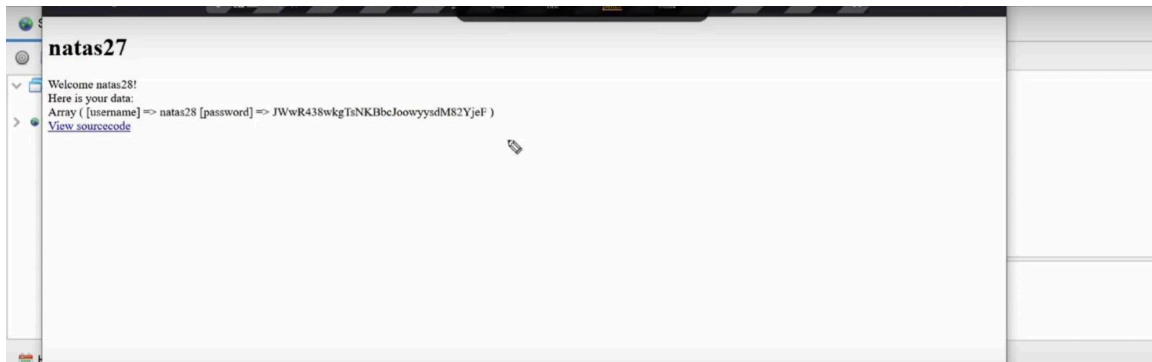 natas27
Welcome natas28!
Here is your data:
Array ( [username] => natas28 [password] => JWwR438wkgTsNKBbcJoowyysdM82YjeF )
View sourcecode